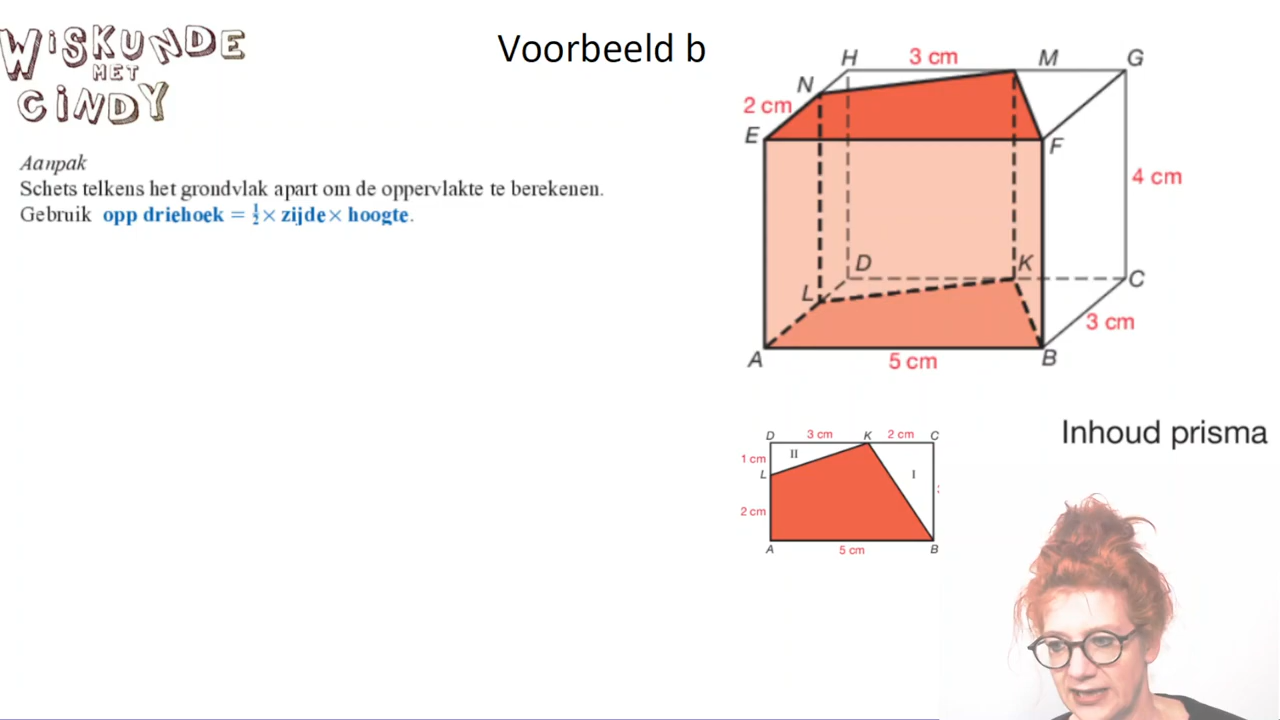 WiSKUNDE
MET
CiNDY
Voorbeeld b
Aanpak
Schets telkens het grondvlak apart om de oppervlakte te berekenen.
Gebruik opp driehoek = ½ × zijde × hoogte.
H 3 cm M G
N
2 cm
E F
4 cm
D K C
L
3 cm
A 5 cm B
Inhoud prisma
D 3 cm K 2 cm C
1 cm II
L I
2 cm
A 5 cm B